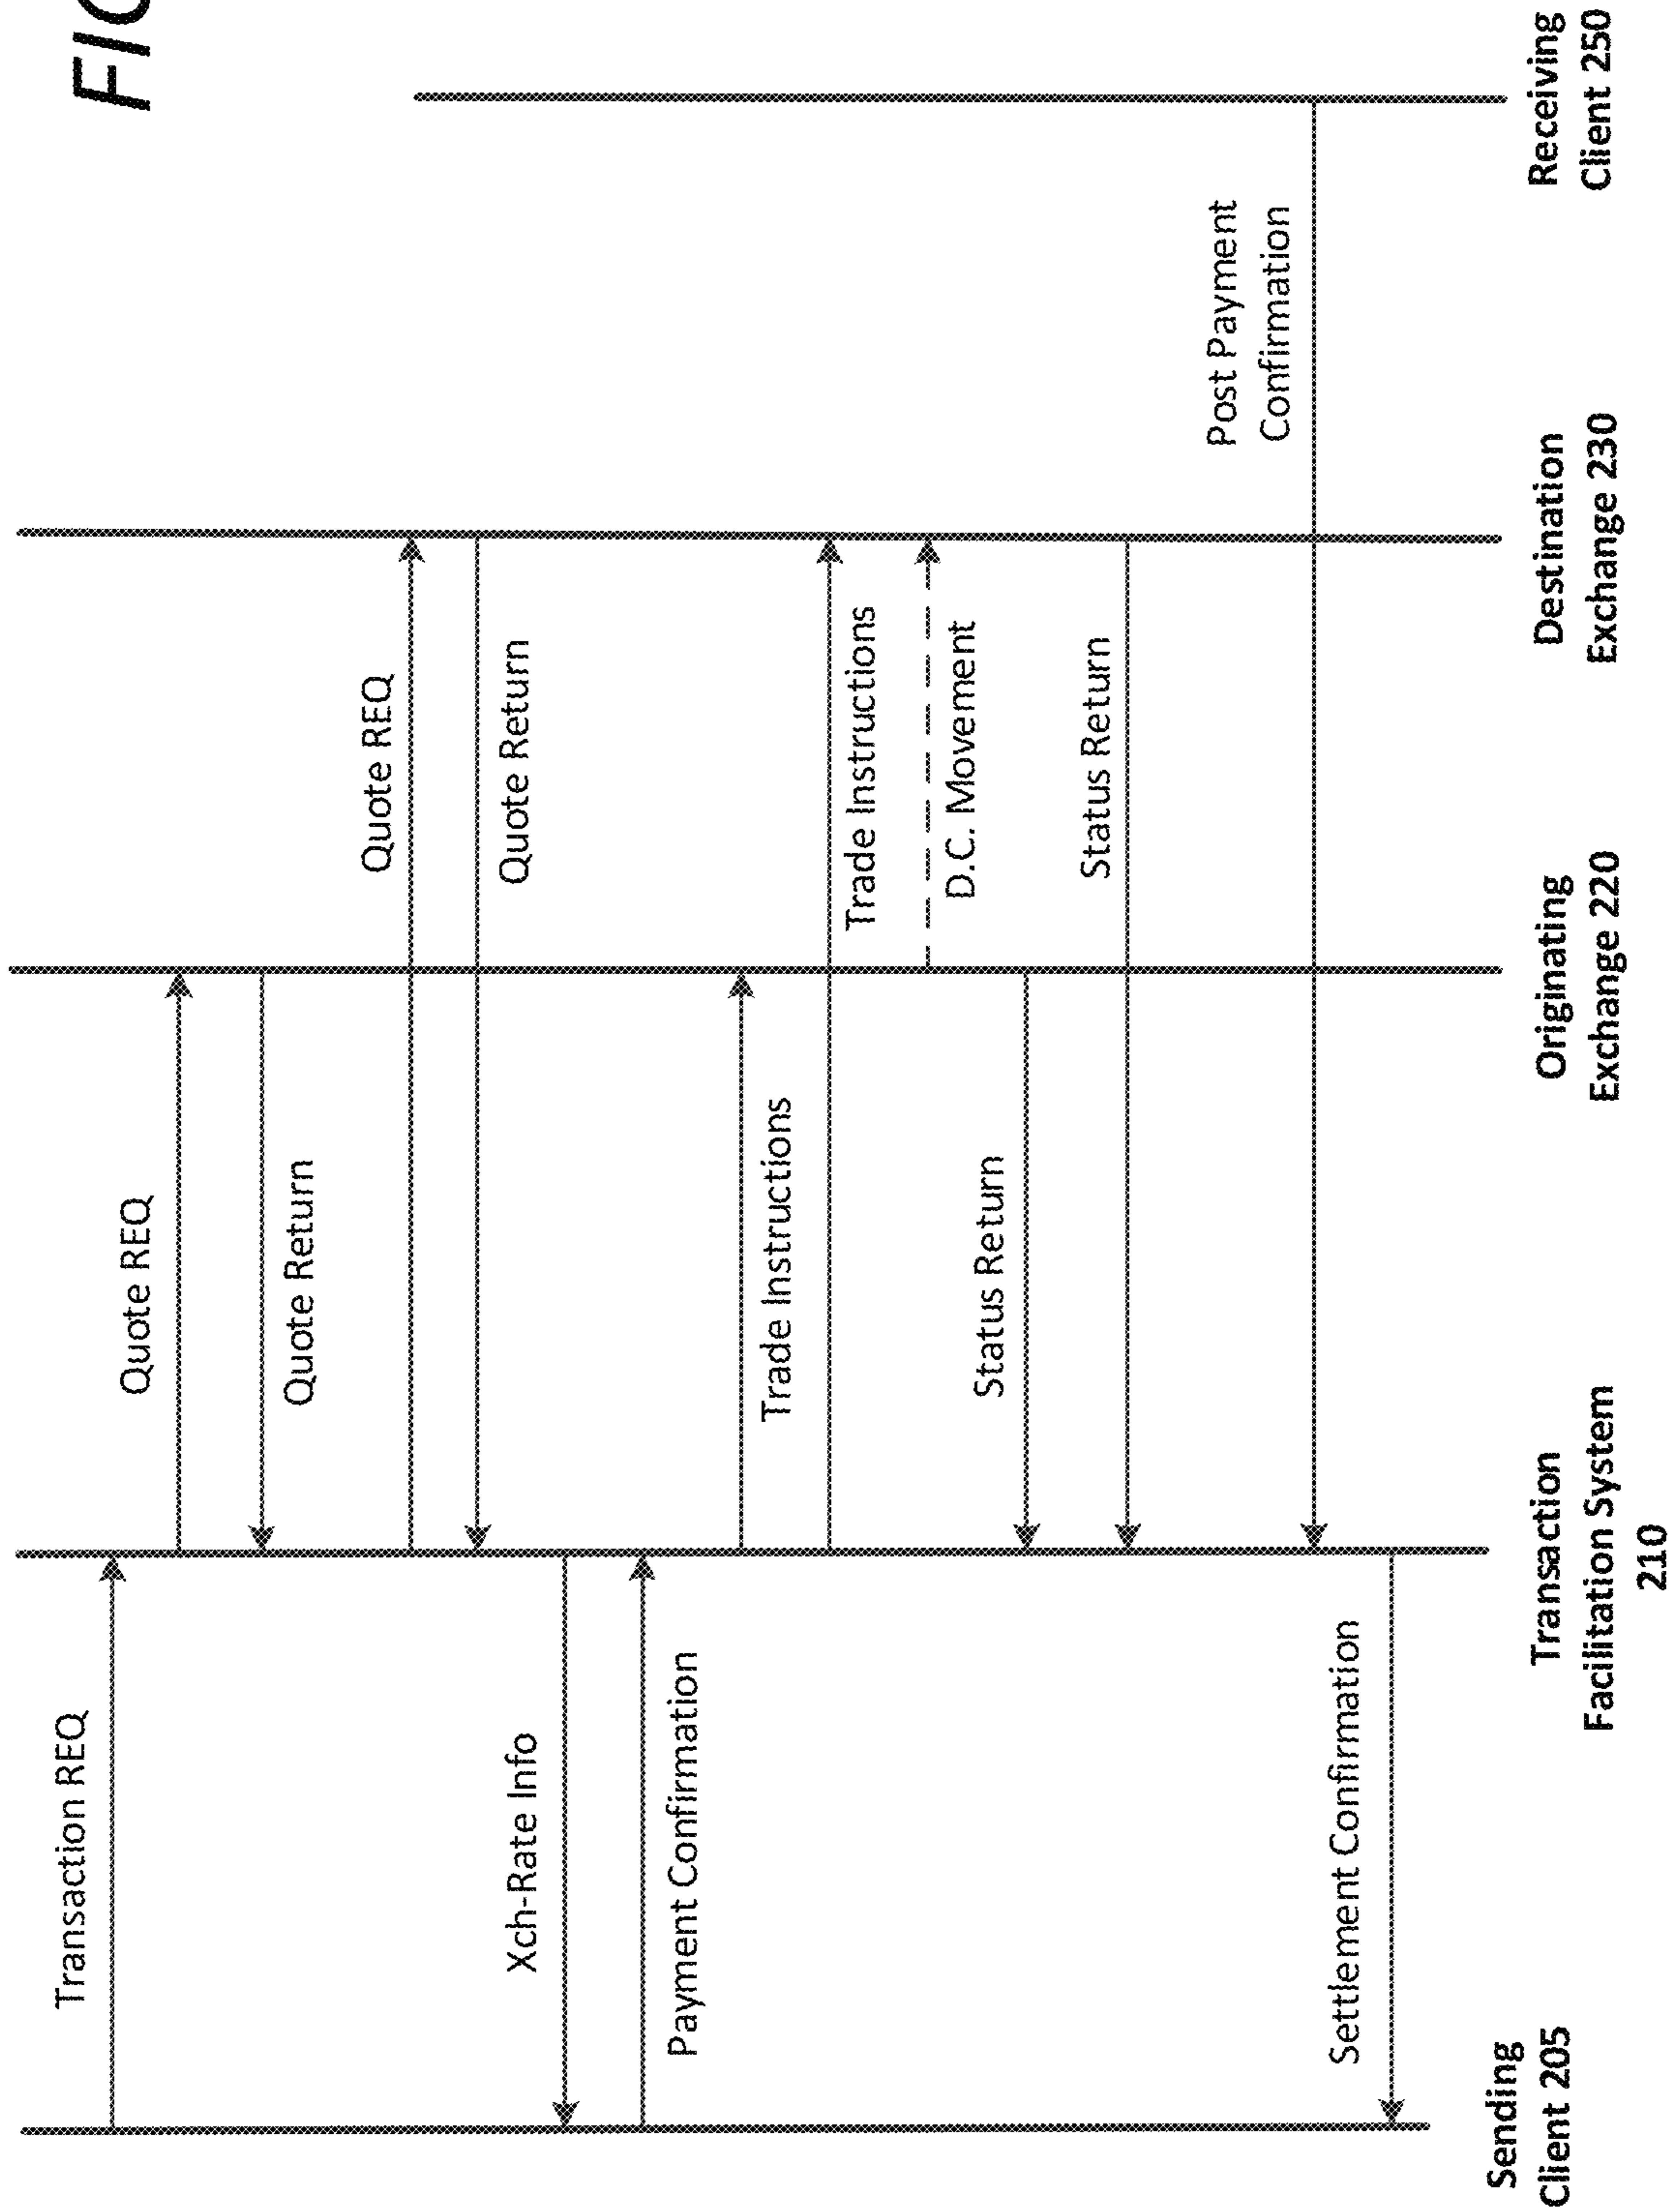 FIG
Transaction REQ
Quote REQ
Quote Return
Quote REQ
Quote Return
Xch-Rate Info
Payment Confirmation
Trade Instructions
Trade Instructions
D.C. Movement
Status Return
Status Return
Post Payment
Confirmation
Settlement Confirmation
Sending
Client 205
Transaction
Facilitation System
210
Originating
Exchange 220
Destination
Exchange 230
Receiving
Client 250